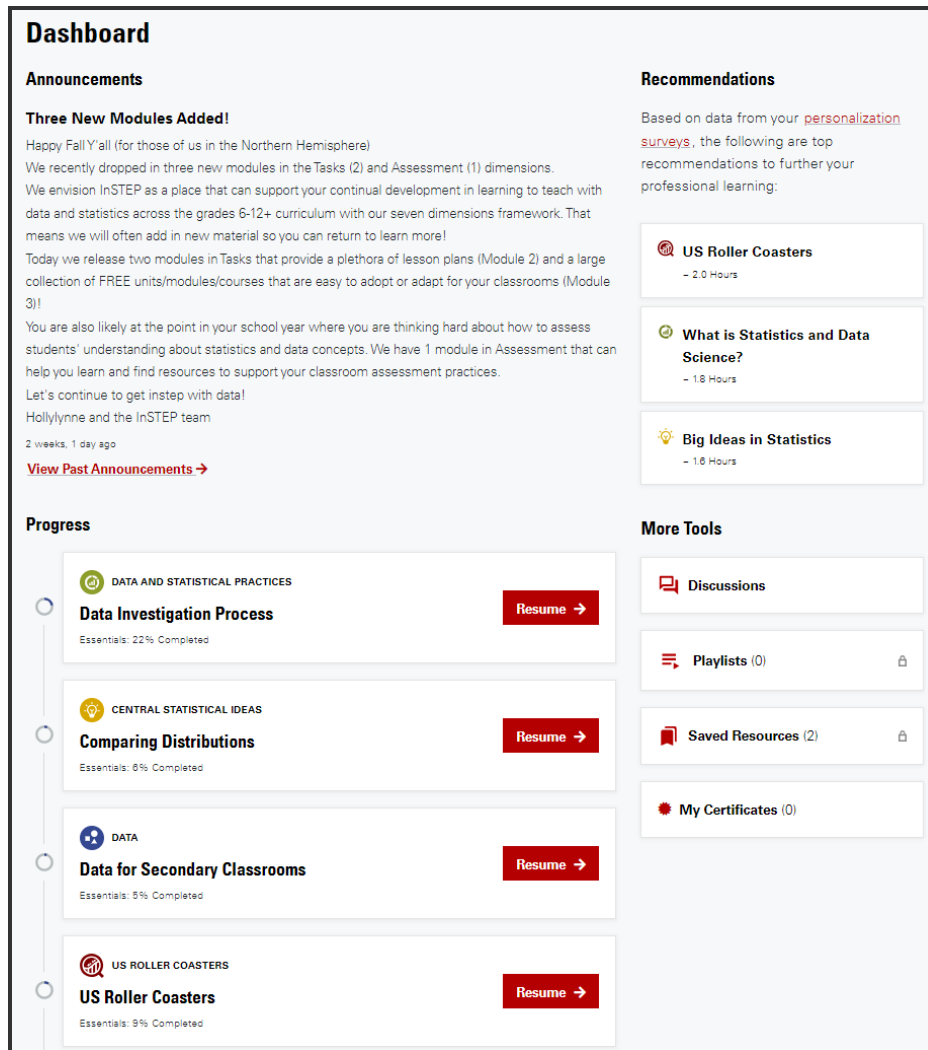 Dashboard
Announcements
Three New Modules Added!
Happy Fall Y'all (for those of us in the Northern Hemisphere)
We recently dropped in three new modules in the Tasks (2) and Assessment (1) dimensions.
We envision InSTEP as a place that can support your continual development in learning to teach with
data and statistics across the grades 6-12+ curriculum with our seven dimensions framework. That
means we will often add in new material so you can return to learn more!
Today we release two modules in Tasks that provide a plethora of lesson plans (Module 2) and a large
collection of FREE units/modules/courses that are easy to adopt or adapt for your classrooms (Module
3)!
You are also likely at the point in your school year where you are thinking hard about how to assess
students' understanding about statistics and data concepts. We have 1 module in Assessment that can
help you learn and find resources to support your classroom assessment practices.
Let's continue to get instep with data!
Hollylynne and the InSTEP team
2 weeks, 1 day ago
View Past Announcements →
Progress
DATA AND STATISTICAL PRACTICES
Data Investigation Process
Essentials: 22% Completed
Resume →
CENTRAL STATISTICAL IDEAS
Comparing Distributions
Essentials: 6% Completed
Resume →
DATA
Data for Secondary Classrooms
Essentials: 5% Completed
Resume →
US ROLLER COASTERS
US Roller Coasters
Essentials: 9% Completed
Resume →
Recommendations
Based on data from your personalization
surveys, the following are top
recommendations to further your
professional learning:
US Roller Coasters
~ 2.0 Hours
What is Statistics and Data
Science?
~ 1.8 Hours
Big Ideas in Statistics
~ 1.6 Hours
More Tools
Discussions
Playlists (0)
Saved Resources (2)
My Certificates (0)